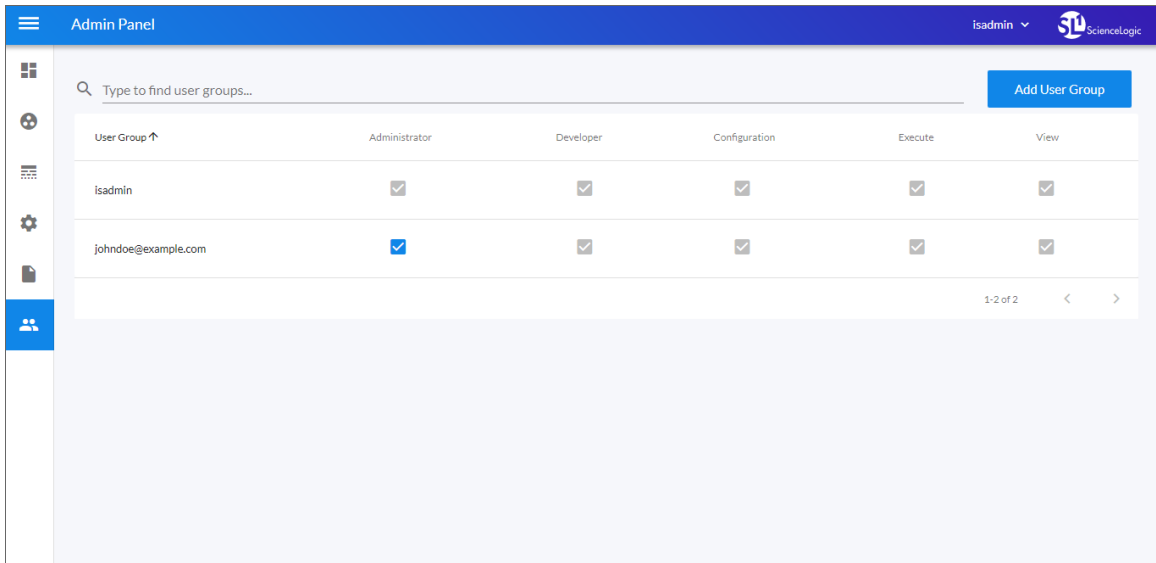 Admin Panel isadmin SL1 ScienceLogic
Type to find user groups... Add User Group
User Group Administrator Developer Configuration Execute View
isadmin
johndoe@example.com
1-2 of 2